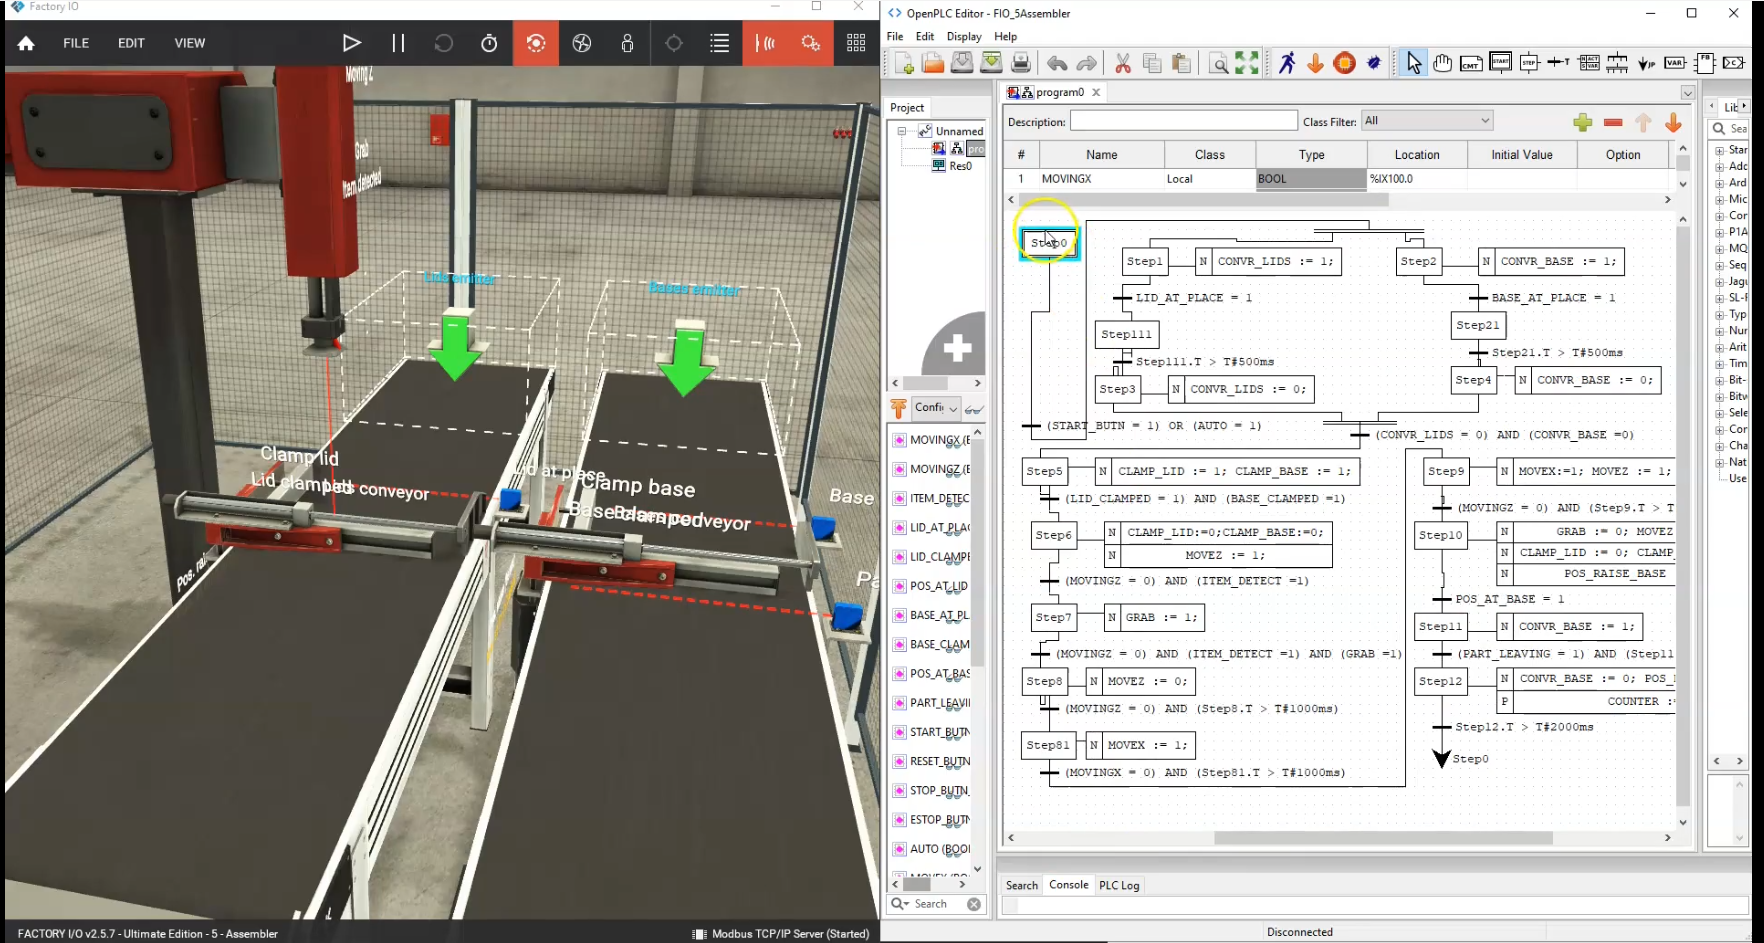 Factory IO
FILE EDIT VIEW
Moving Z
Grab
Item detected
Lids emitter
Bases emitter
Clamp lid
Lid clamped
Lids conveyor
Lid at place
Clamp base
Base clamped
Bases conveyor
Base
Pos. rai
FACTORY I/O v2.5.7 - Ultimate Edition - 5 - Assembler
Modbus TCP/IP Server (Started)
OpenPLC Editor - FIO_5Assembler
File Edit Display Help
CMT START STEP VAR FB
program0
Project
Unnamed
pro
Res0
Description: Class Filter: All
# Name Class Type Location Initial Value Option
1 MOVINGX Local BOOL %IX100.0
Lib
Sea
Star
Add
Ard
Mic
Cor
P1A
MQ
Seq
Jagu
SL-F
Typ
Nur
Arit
Tim
Bit-
Bitw
Sele
Cor
Con
Cha
Nat
Use
Config
MOVINGX (B
MOVINGZ (B
ITEM_DETEC
LID_AT_PLA
LID_CLAMPE
POS_AT_LID
BASE_AT_PL
BASE_CLAM
POS_AT_BAS
PART_LEAVI
START_BUTN
RESET_BUTN
STOP_BUTN
ESTOP_BUTN
AUTO (BOOL
Search
Step0
(START_BUTN = 1) OR (AUTO = 1)
Step1 N CONVR_LIDS := 1;
LID_AT_PLACE = 1
Step111
Step111.T > T#500ms
Step3 N CONVR_LIDS := 0;
Step2 N CONVR_BASE := 1;
BASE_AT_PLACE = 1
Step21
Step21.T > T#500ms
Step4 N CONVR_BASE := 0;
(CONVR_LIDS = 0) AND (CONVR_BASE =0)
Step5 N CLAMP_LID := 1; CLAMP_BASE := 1;
(LID_CLAMPED = 1) AND (BASE_CLAMPED =1)
Step6 N CLAMP_LID:=0;CLAMP_BASE:=0;
N MOVEZ := 1;
(MOVINGZ = 0) AND (ITEM_DETECT =1)
Step7 N GRAB := 1;
(MOVINGZ = 0) AND (ITEM_DETECT =1) AND (GRAB =1)
Step8 N MOVEZ := 0;
(MOVINGZ = 0) AND (Step8.T > T#1000ms)
Step81 N MOVEX := 1;
(MOVINGX = 0) AND (Step81.T > T#1000ms)
Step9 N MOVEX:=1; MOVEZ := 1;
(MOVINGZ = 0) AND (Step9.T > T
Step10 N GRAB := 0; MOVEZ
N CLAMP_LID := 0; CLAMP_
N POS_RAISE_BASE
POS_AT_BASE = 1
Step11 N CONVR_BASE := 1;
(PART_LEAVING = 1) AND (Step11
Step12 N CONVR_BASE := 0; POS_
P COUNTER :=
Step12.T > T#2000ms
Step0
Search Console PLC Log
Disconnected